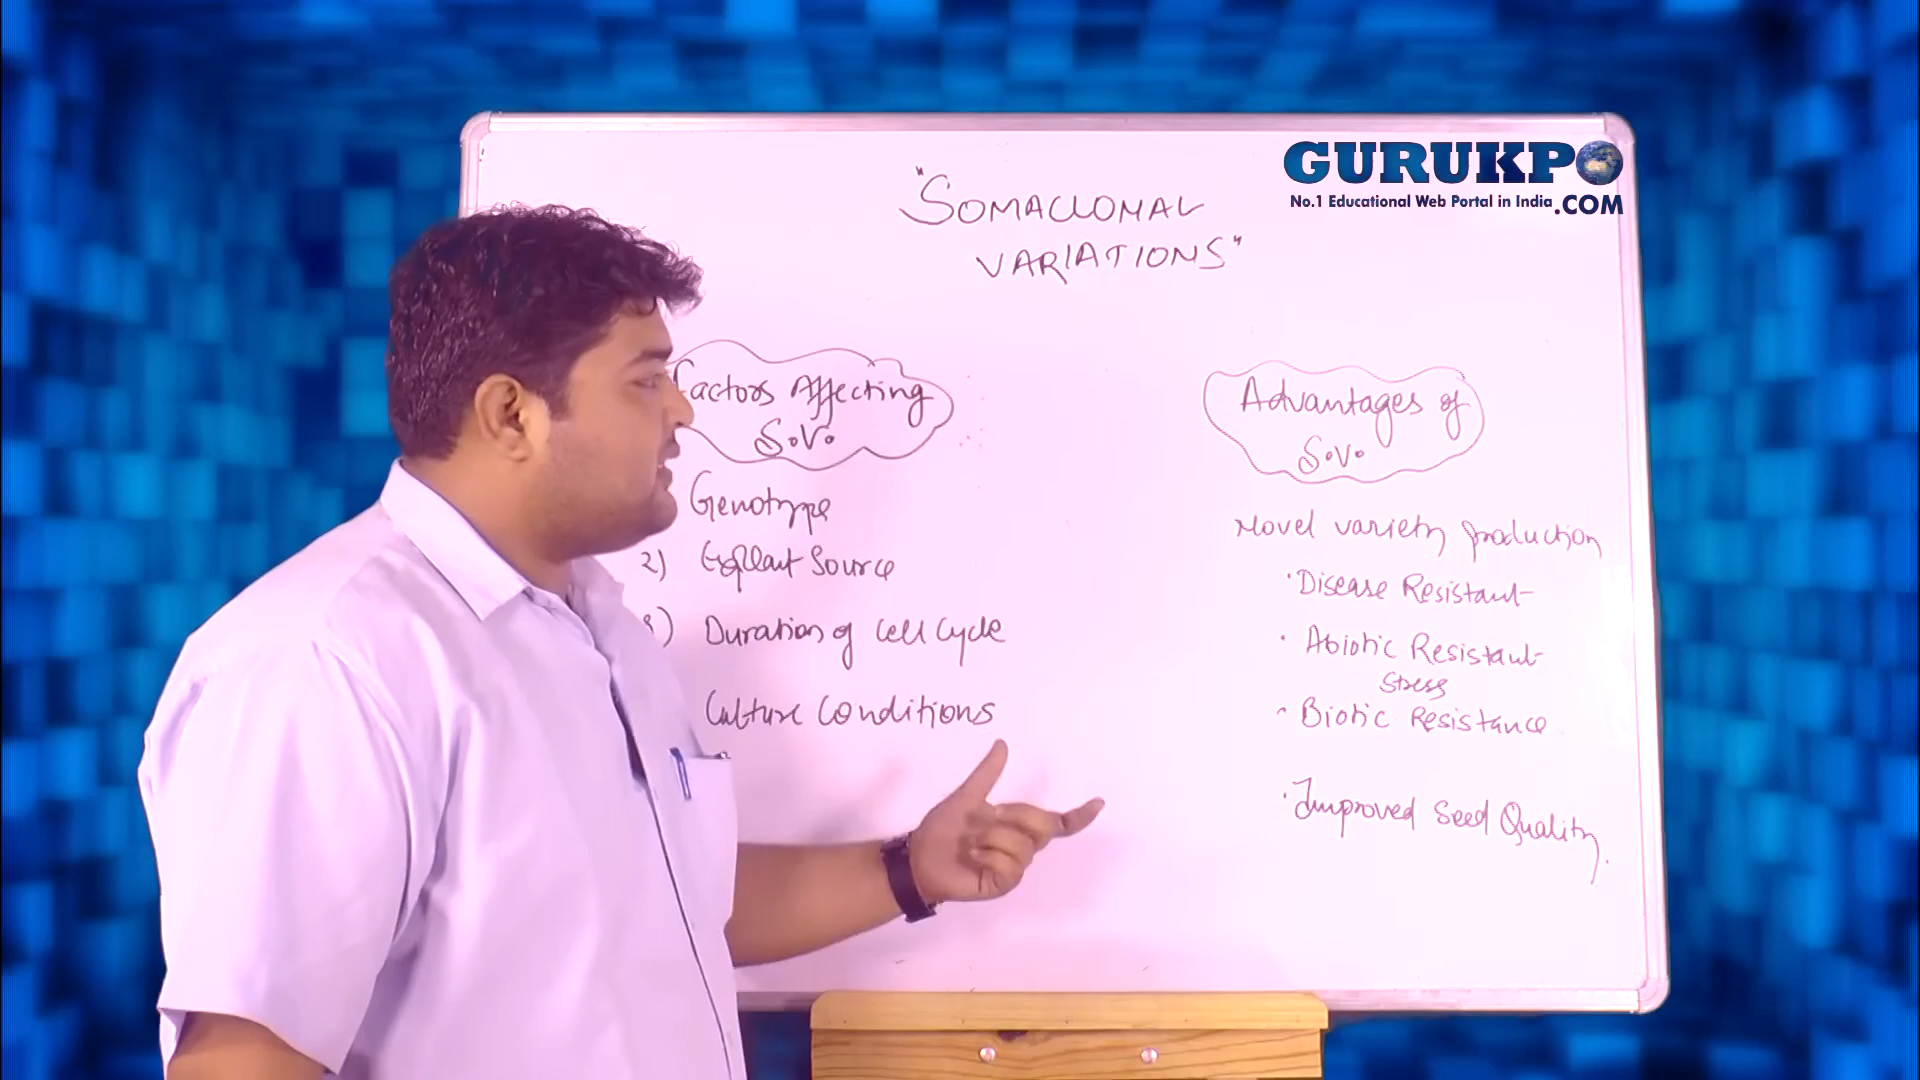 GURUKPO
No.1 Educational Web Portal in India .COM
"SOMACLONAL
VARIATIONS"
Factors Affecting
S.V.
Genotype
2) Explant Source
3) Duration of Cell Cycle
Culture Conditions
Advantages of
S.V.
Novel variety production
· Disease Resistant
· Abiotic Resistant
Stress
· Biotic Resistance
· Improved Seed Quality.